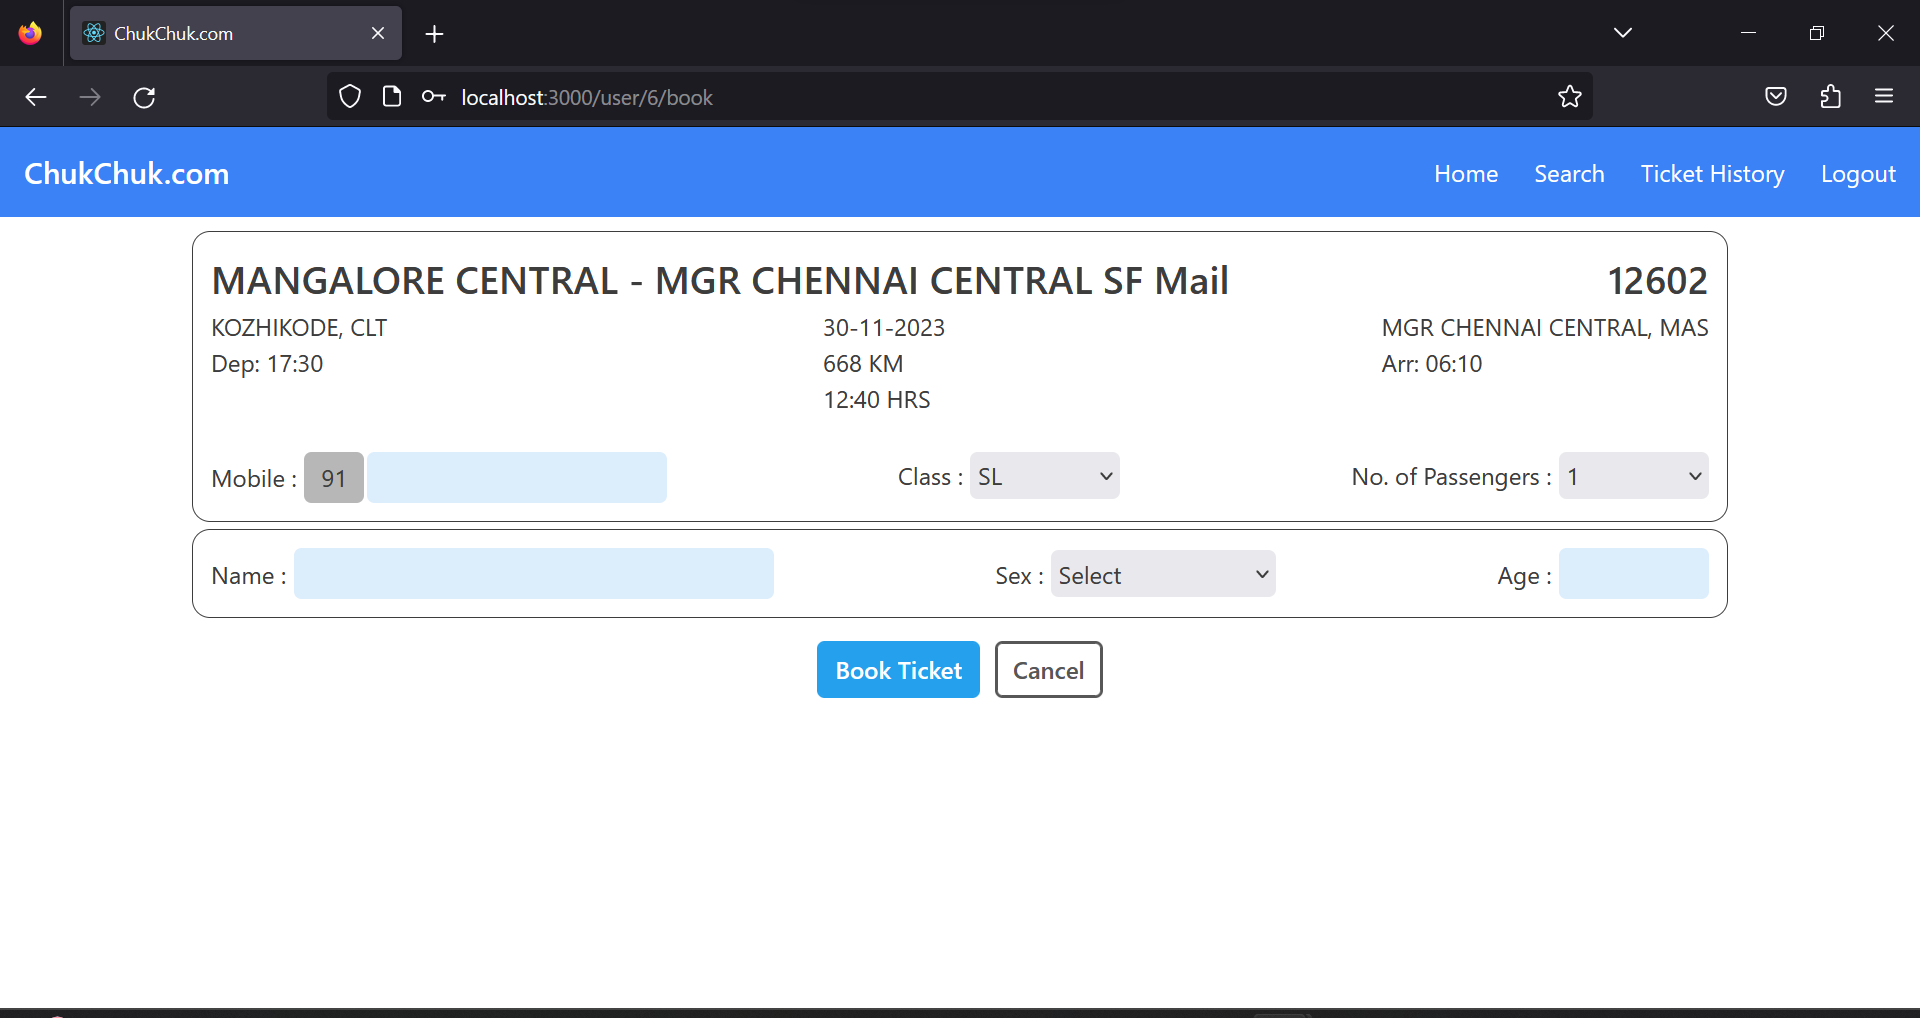 ChukChuk.com
localhost:3000/user/6/book
ChukChuk.com Home Search Ticket History Logout
MANGALORE CENTRAL - MGR CHENNAI CENTRAL SF Mail 12602
KOZHIKODE, CLT 30-11-2023 MGR CHENNAI CENTRAL, MAS
Dep: 17:30 668 KM Arr: 06:10
12:40 HRS
Mobile : 91 Class : SL No. of Passengers : 1
Name : Sex : Select Age :
Book Ticket Cancel